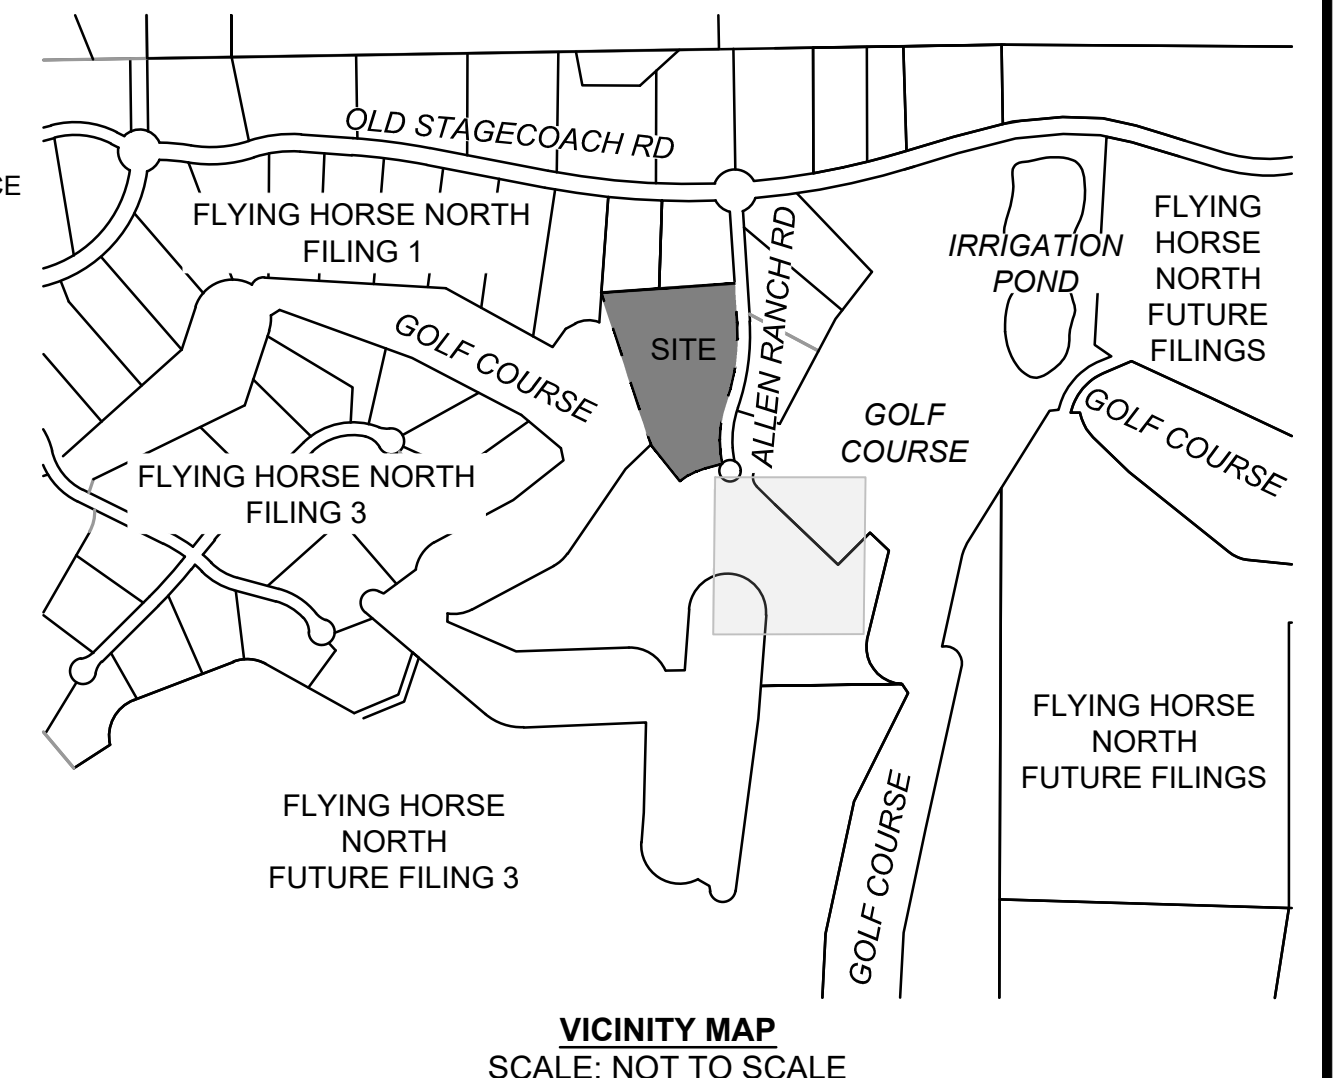 OLD STAGECOACH RD
CE
FLYING HORSE NORTH
FILING 1
FLYING
HORSE
NORTH
FUTURE
FILINGS
IRRIGATION
POND
ALLEN RANCH RD
GOLF COURSE
SITE
GOLF
COURSE
GOLF COURSE
FLYING HORSE NORTH
FILING 3
FLYING HORSE
NORTH
FUTURE FILINGS
FLYING HORSE
NORTH
FUTURE FILING 3
GOLF COURSE
VICINITY MAP
SCALE: NOT TO SCALE